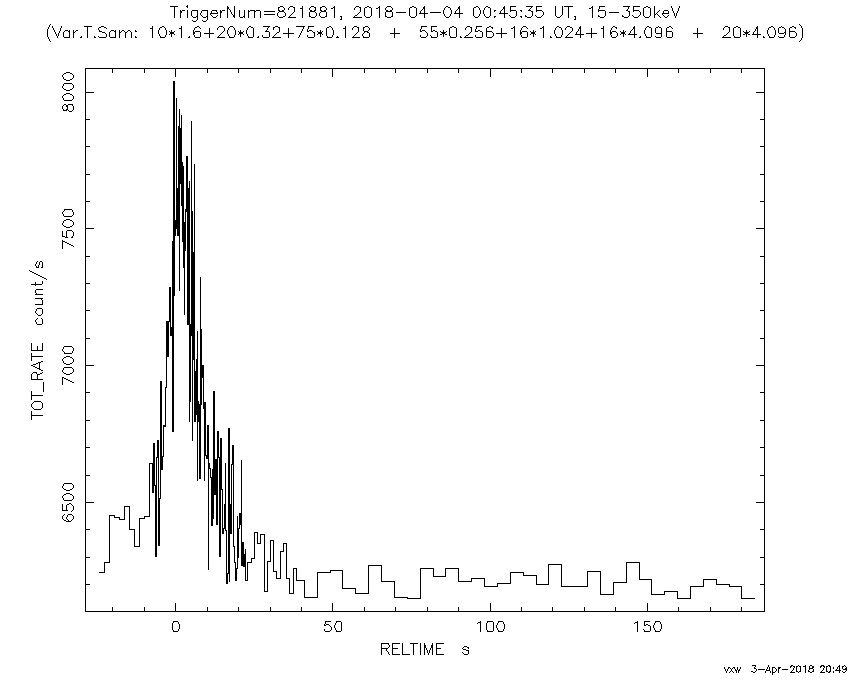 TriggerNum=821881, 2018-04-04 00:45:35 UT, 15-350keV
(Var.T.Sam: 10*1.6+20*0.32+75*0.128 + 55*0.256+16*1.024+16*4.096 + 20*4.096)
8000
7500
7000
6500
TOT_RATE count/s
0 50 100 150
RELTIME s
vxw 3-Apr-2018 20:49